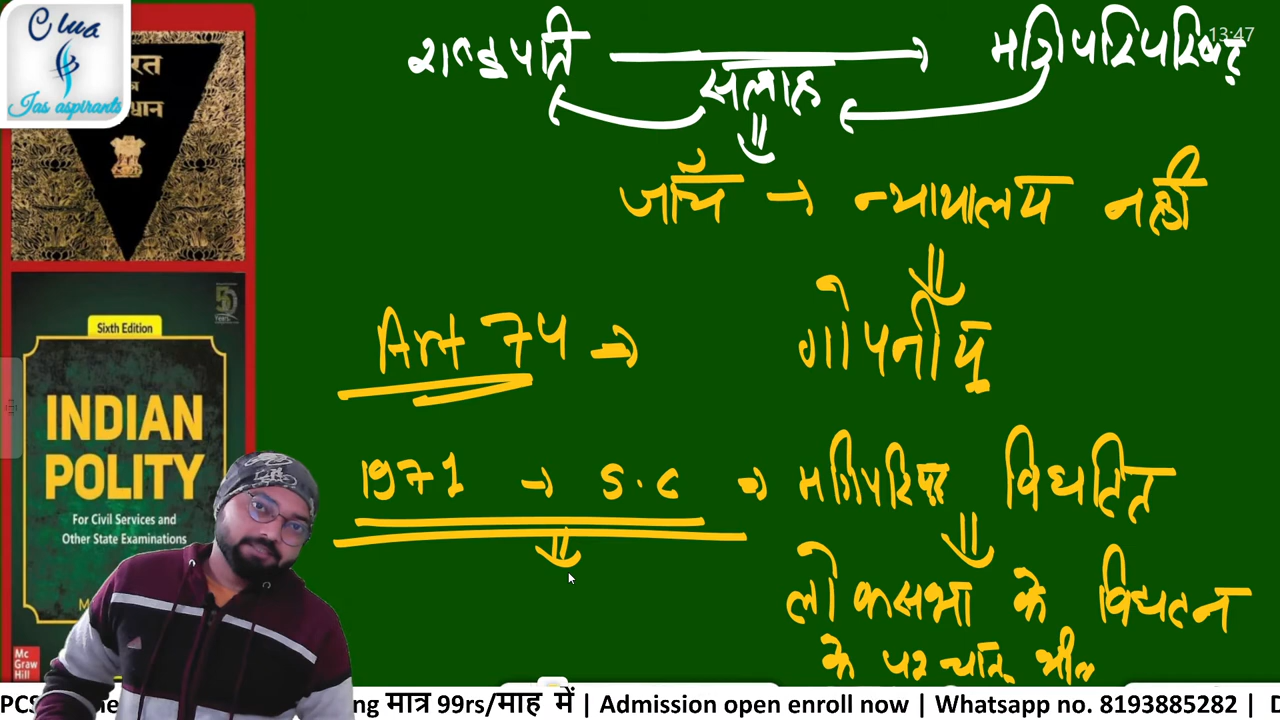 Clua
Ias aspirants
13:47
राष्ट्रपति → मंत्रिपरिषद्
सलाह
जाँच → न्यायालय नहीं
Art 74 → गोपनीय
1971 → S.C → मंत्रिपरिषद विघटित
लोकसभा के विघटन
के पश्चात् भी
Sixth Edition
INDIAN
POLITY
For Civil Services and
Other State Examinations
Mc
Graw
Hill
मात्र 99rs/माह में | Admission open enroll now | Whatsapp no. 8193885282 |